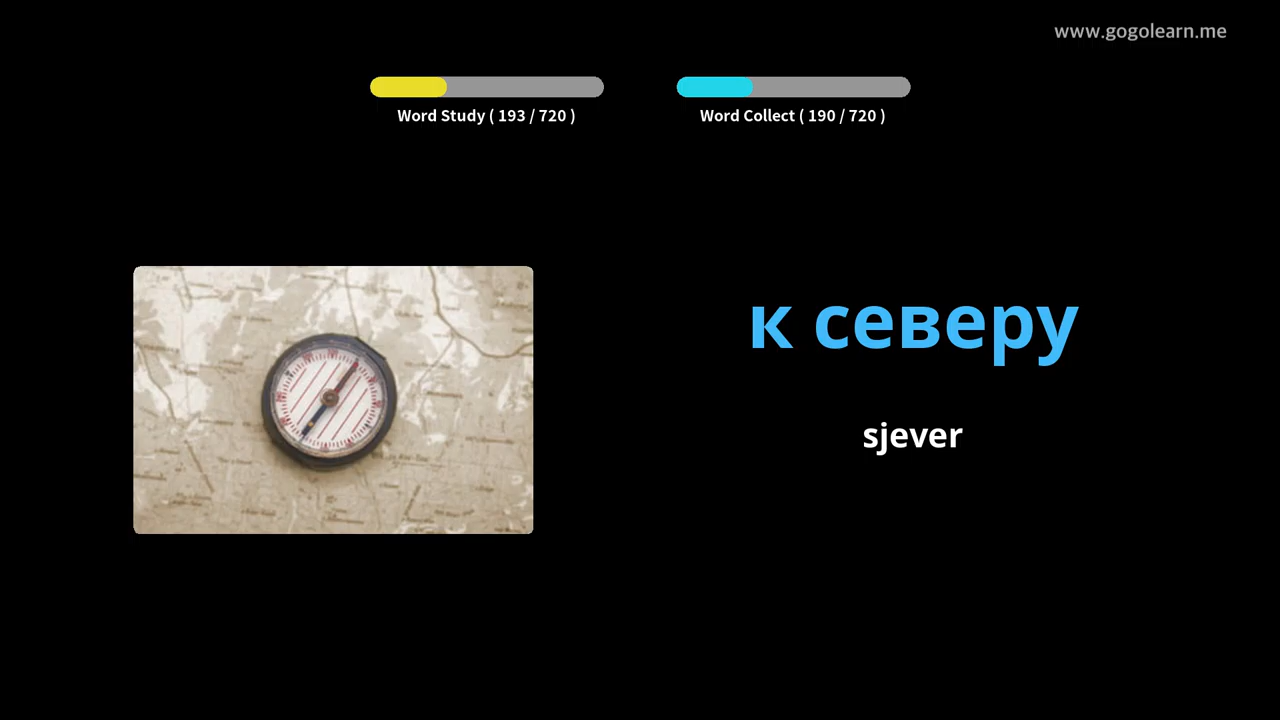 www.gogolearn.me
Word Study ( 193 / 720 )
Word Collect ( 190 / 720 )
к северу
sjever